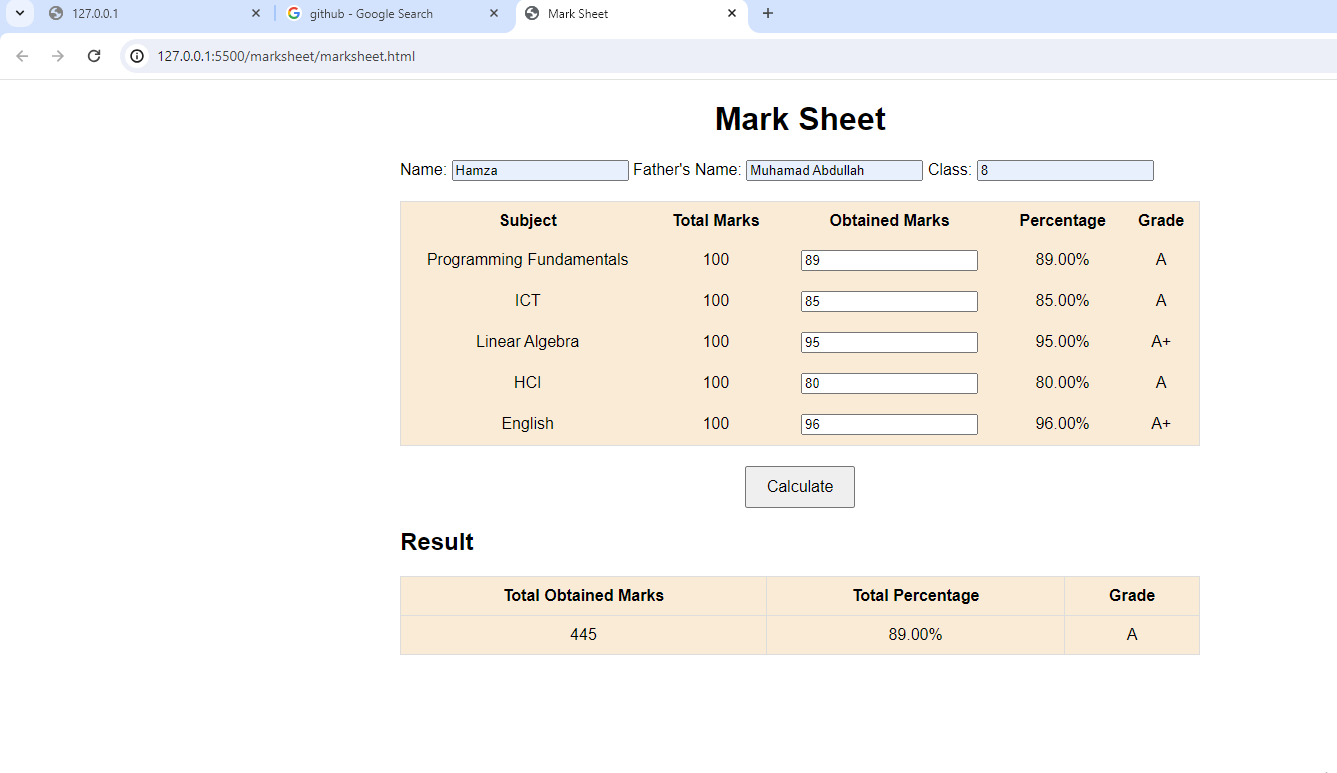 127.0.0.1 github - Google Search Mark Sheet
127.0.0.1:5500/marksheet/marksheet.html
Mark Sheet
Name: Hamza Father's Name: Muhamad Abdullah Class: 8
Subject Total Marks Obtained Marks Percentage Grade
Programming Fundamentals 100 89 89.00% A
ICT 100 85 85.00% A
Linear Algebra 100 95 95.00% A+
HCI 100 80 80.00% A
English 100 96 96.00% A+
Calculate
Result
Total Obtained Marks Total Percentage Grade
445 89.00% A